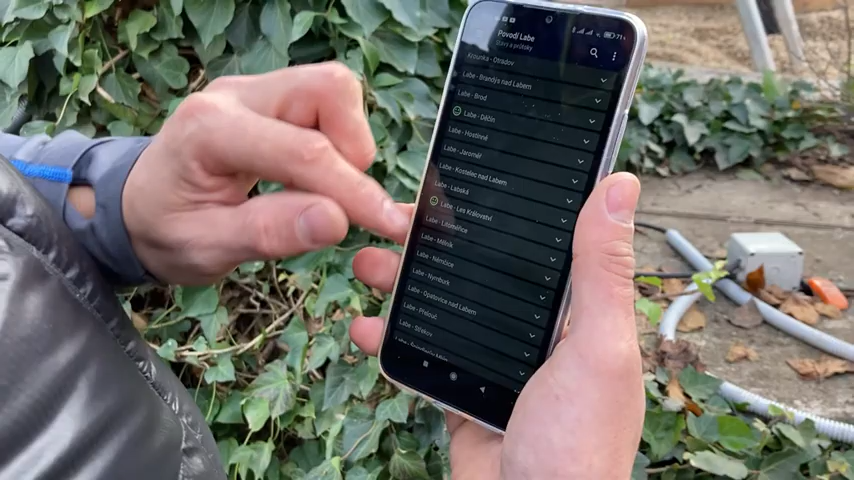 71
Povodí Labe
Stavy a průtoky
Krounka - Otradov
Labe - Brandýs nad Labem
Labe - Brod
Labe - Děčín
Labe - Hostinné
Labe - Jaroměř
Labe - Kostelec nad Labem
Labe - Labská
Labe - Les Království
Labe - Litoměřice
Labe - Mělník
Labe - Němčice
Labe - Nymburk
Labe - Opatovice nad Labem
Labe - Přelouč
Labe - Střekov